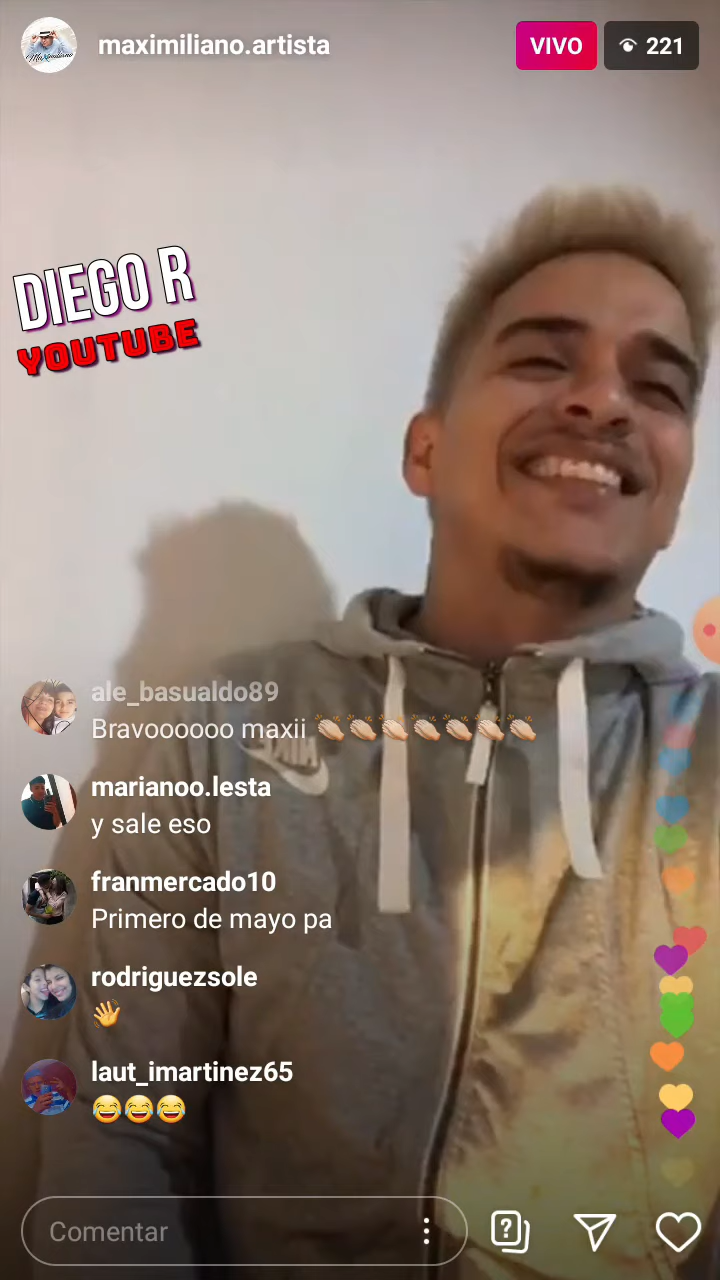 maximiliano.artista
VIVO
221
DIEGO R
YOUTUBE
ale_basualdo89
Bravoooooo maxii 👏🏻👏🏻👏🏻👏🏻👏🏻👏🏻👏🏻
marianoo.lesta
y sale eso
franmercado10
Primero de mayo pa
rodriguezsole
👋
laut_imartinez65
😂😂😂
Comentar